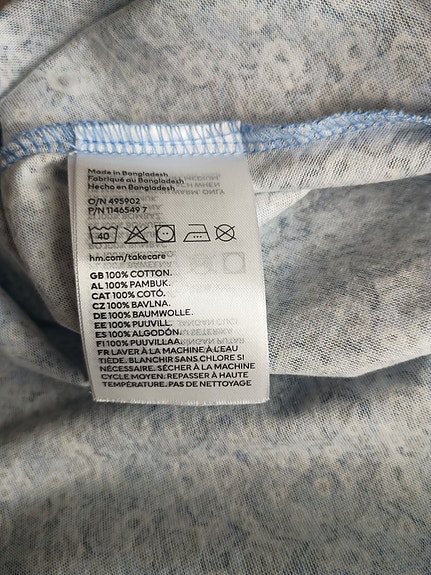 Made in Bangladesh
Fabriqué au Bangladesh
Hecho en Bangladesh
O/N 495902
P/N 1146549 7
40
hm.com/takecare
GB 100% COTTON.
AL 100% PAMBUK.
CAT 100% COTÓ.
CZ 100% BAVLNA.
DE 100% BAUMWOLLE.
EE 100% PUUVILL.
ES 100% ALGODÓN.
FI 100% PUUVILLAA.
FR LAVER À LA MACHINE À L'EAU
TIÈDE. BLANCHIR SANS CHLORE SI
NÉCESSAIRE. SÉCHER À LA MACHINE
CYCLE MOYEN. REPASSER À HAUTE
TEMPÉRATURE. PAS DE NETTOYAGE